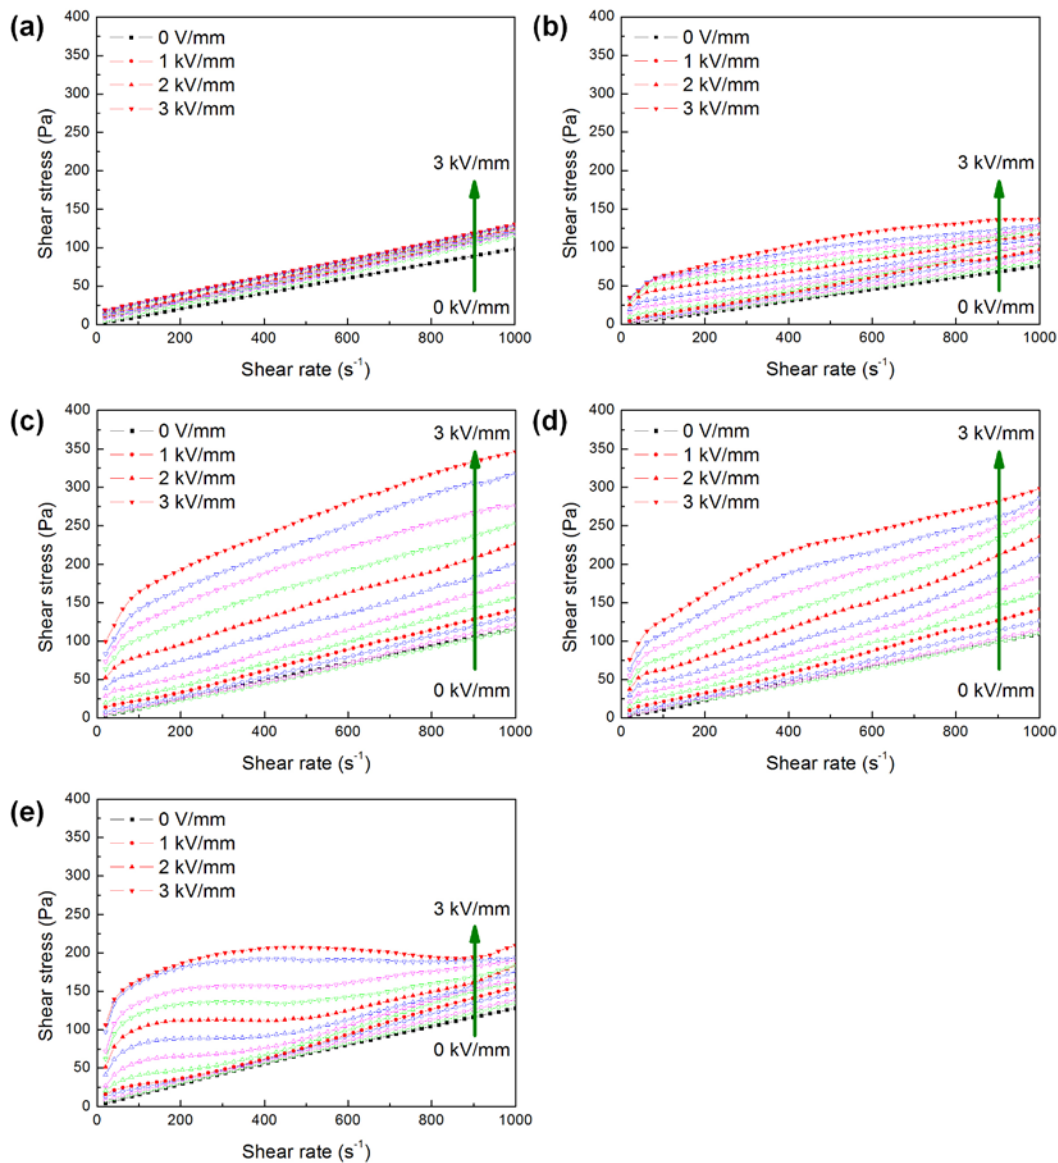 (a)
400
350
300
250
200
150
100
50
0
0 V/mm
1 kV/mm
2 kV/mm
3 kV/mm
3 kV/mm
0 kV/mm
Shear stress (Pa)
0 200 400 600 800 1000
Shear rate (s⁻¹)
(b)
400
350
300
250
200
150
100
50
0
0 V/mm
1 kV/mm
2 kV/mm
3 kV/mm
3 kV/mm
0 kV/mm
Shear stress (Pa)
0 200 400 600 800 1000
Shear rate (s⁻¹)
(c)
400
350
300
250
200
150
100
50
0
0 V/mm
1 kV/mm
2 kV/mm
3 kV/mm
3 kV/mm
0 kV/mm
Shear stress (Pa)
0 200 400 600 800 1000
Shear rate (s⁻¹)
(d)
400
350
300
250
200
150
100
50
0
0 V/mm
1 kV/mm
2 kV/mm
3 kV/mm
3 kV/mm
0 kV/mm
Shear stress (Pa)
0 200 400 600 800 1000
Shear rate (s⁻¹)
(e)
400
350
300
250
200
150
100
50
0
0 V/mm
1 kV/mm
2 kV/mm
3 kV/mm
3 kV/mm
0 kV/mm
Shear stress (Pa)
0 200 400 600 800 1000
Shear rate (s⁻¹)